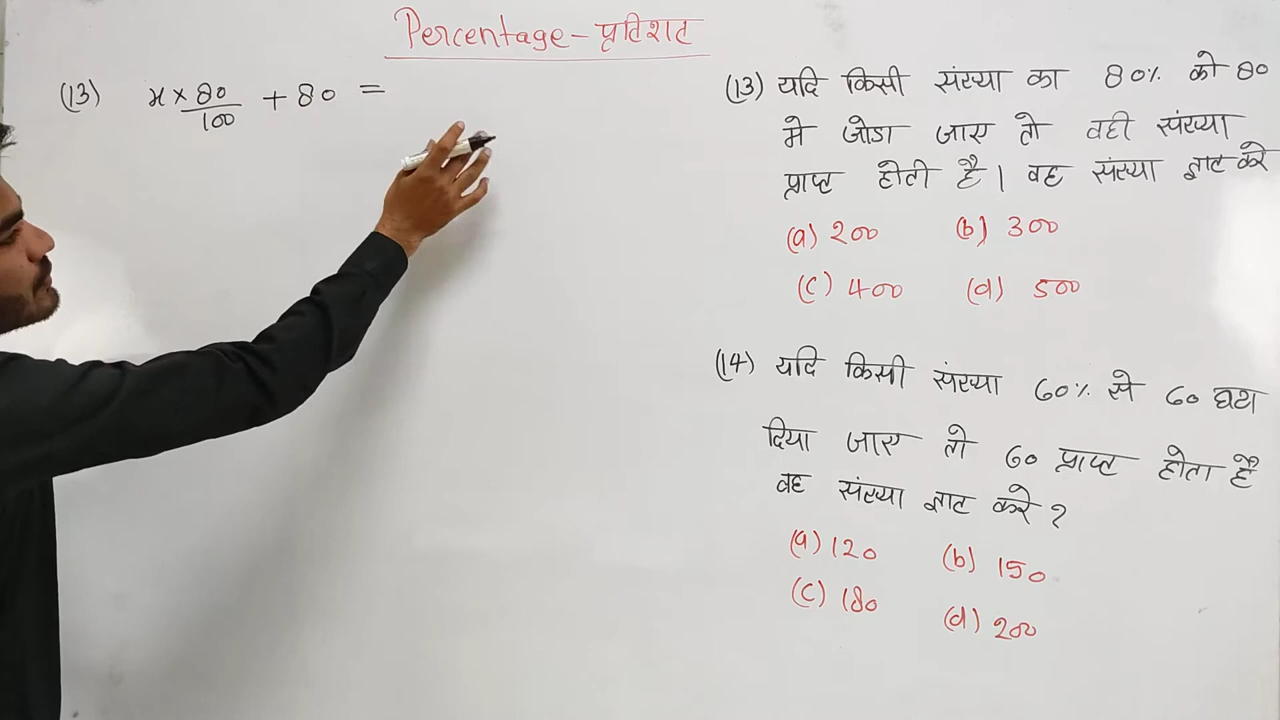 Percentage - प्रतिशत
(13) x × 80/100 + 80 =
(13) यदि किसी संख्या का 80% को 80
मे जोडा जाए तो वही संख्या
प्राप्त होती है। वह संख्या ज्ञात करे
(a) 200 (b) 300
(c) 400 (d) 500
(14) यदि किसी संख्या 60% से 60 घटा
दिया जाए तो 60 प्राप्त होता है
वह संख्या ज्ञात करे ?
(a) 120 (b) 150
(c) 180 (d) 200